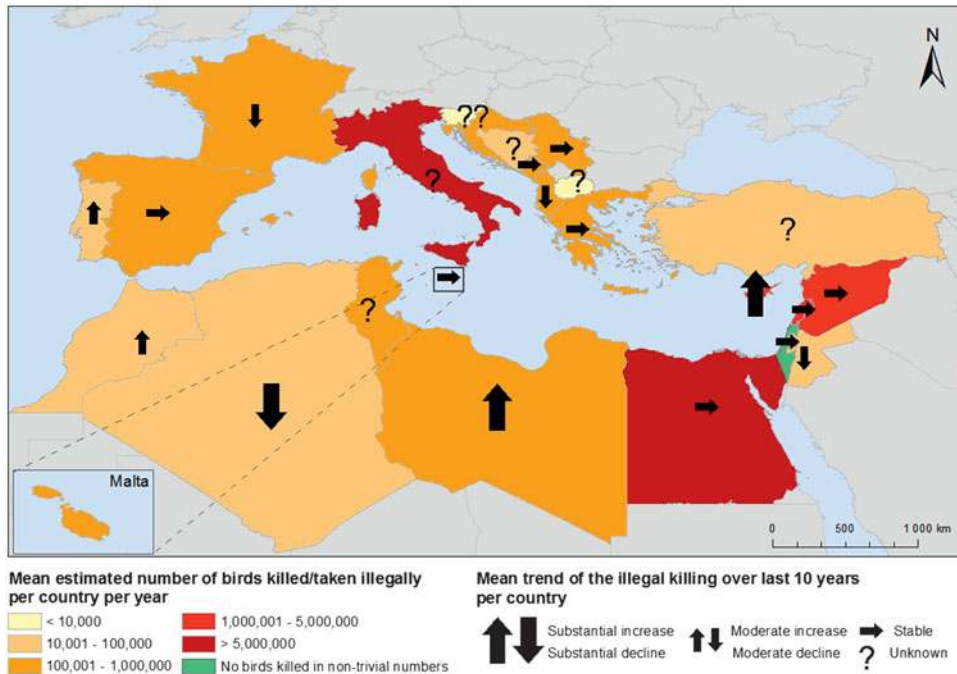 N
?
?
?
?
?
?
?
Malta
0 500 1 000 km
Mean estimated number of birds killed/taken illegally
per country per year
< 10,000
10,001 - 100,000
100,001 - 1,000,000
1,000,001 - 5,000,000
> 5,000,000
No birds killed in non-trivial numbers
Mean trend of the illegal killing over last 10 years
per country
Substantial increase
Substantial decline
Moderate increase
Moderate decline
Stable
? Unknown